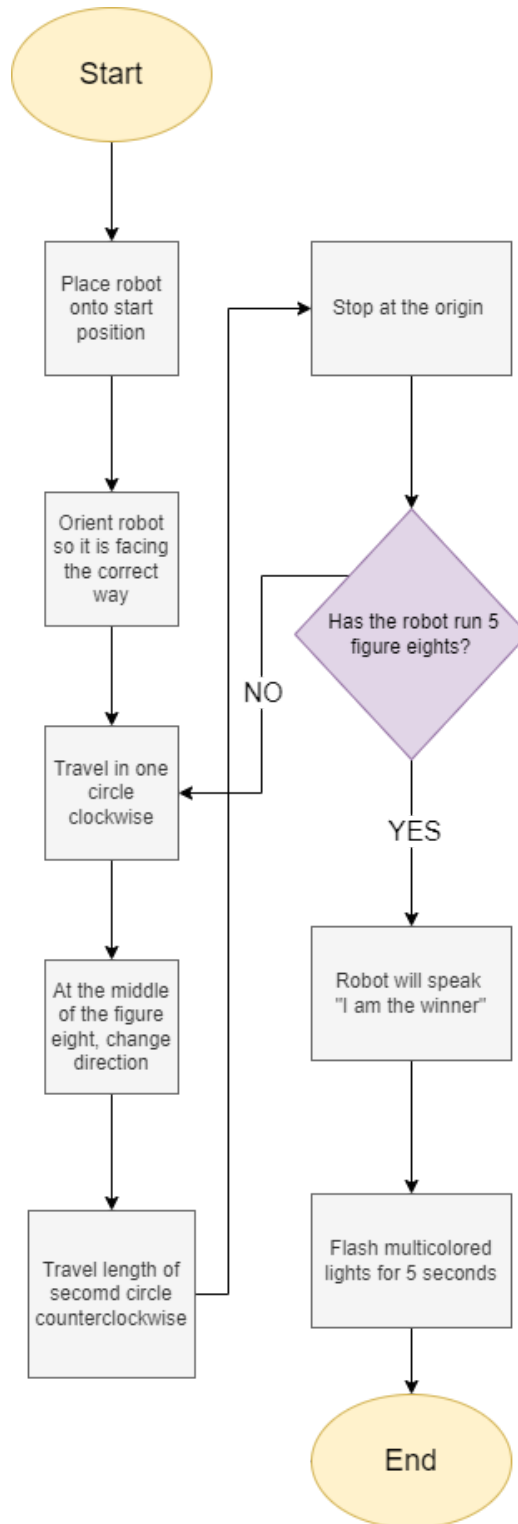 Start
Place robot
onto start
position
Orient robot
so it is facing
the correct
way
Travel in one
circle
clockwise
At the middle
of the figure
eight, change
direction
Travel length of
secomd circle
counterclockwise
Stop at the origin
Has the robot run 5
figure eights?
NO
YES
Robot will speak
"I am the winner"
Flash multicolored
lights for 5 seconds
End